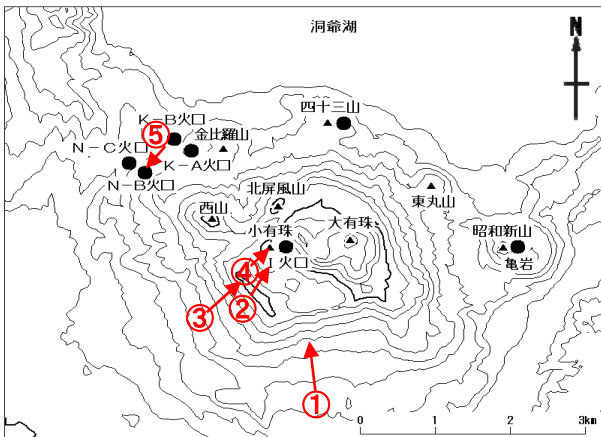 洞爺湖
N
K-B火口
四十三山
⑤
金比羅山
N-C火口
K-A火口
N-B火口
北屏風山
東丸山
西山
小有珠
大有珠
昭和新山
④
I火口
亀岩
③
②
①
0 1 2 3km